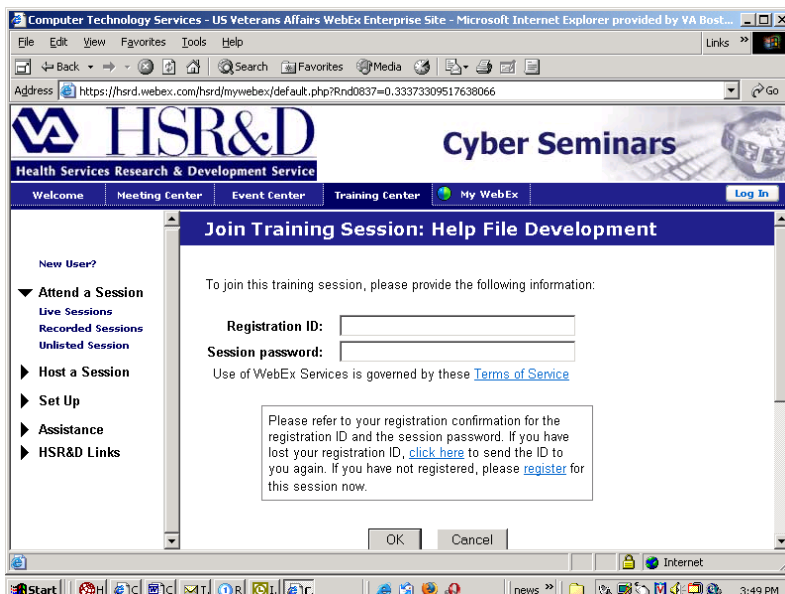 Computer Technology Services - US Veterans Affairs WebEx Enterprise Site - Microsoft Internet Explorer provided by VA Bost...
File Edit View Favorites Tools Help Links »
Back Search Favorites Media
Address https://hsrd.webex.com/hsrd/mywebex/default.php?Rnd0837=0.33373309517638066 Go
VA HSR&D
Health Services Research & Development Service
Cyber Seminars
Welcome Meeting Center Event Center Training Center My WebEx Log In
Join Training Session: Help File Development
New User?
Attend a Session
Live Sessions
Recorded Sessions
Unlisted Session
Host a Session
Set Up
Assistance
HSR&D Links
To join this training session, please provide the following information:
Registration ID:
Session password:
Use of WebEx Services is governed by these Terms of Service
Please refer to your registration confirmation for the
registration ID and the session password. If you have
lost your registration ID, click here to send the ID to
you again. If you have not registered, please register for
this session now.
OK Cancel
Internet
Start news » 3:49 PM